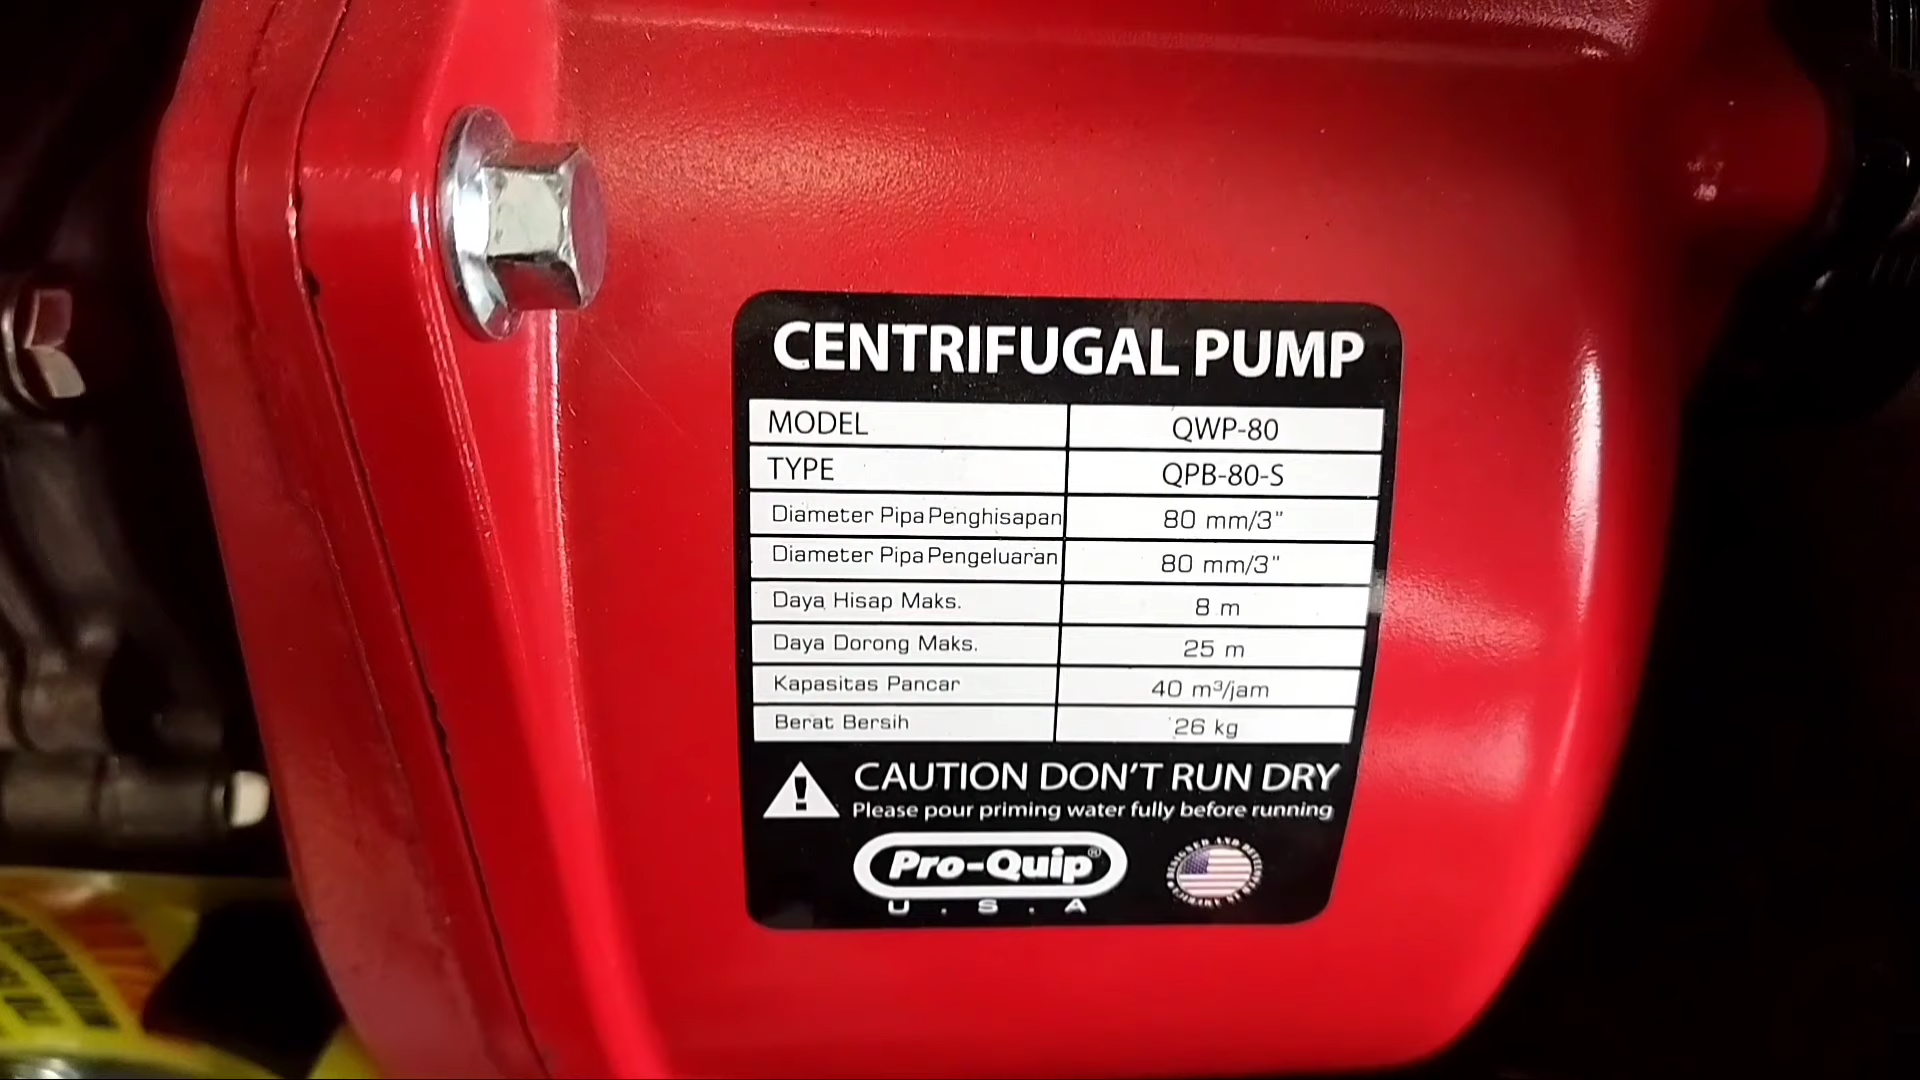 CENTRIFUGAL PUMP
MODEL QWP-80
TYPE QPB-80-S
Diameter Pipa Penghisapan 80 mm/3"
Diameter Pipa Pengeluaran 80 mm/3"
Daya Hisap Maks. 8 m
Daya Dorong Maks. 25 m
Kapasitas Pancar 40 m³/jam
Berat Bersih 26 kg
CAUTION DON'T RUN DRY
Please pour priming water fully before running
Pro-Quip®
U.S.A